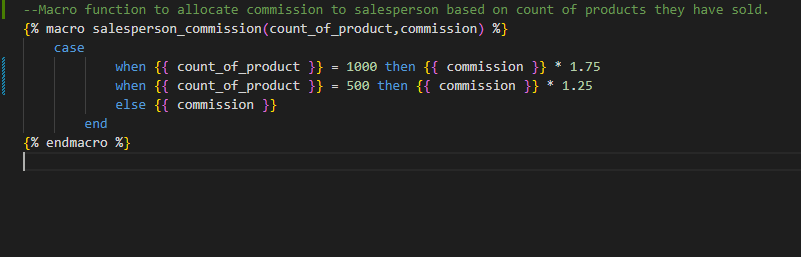 --Macro function to allocate commission to salesperson based on count of products they have sold.
{% macro salesperson_commission(count_of_product,commission) %}
    case
            when {{ count_of_product }} = 1000 then {{ commission }} * 1.75
            when {{ count_of_product }} = 500 then {{ commission }} * 1.25
            else {{ commission }}
        end
{% endmacro %}